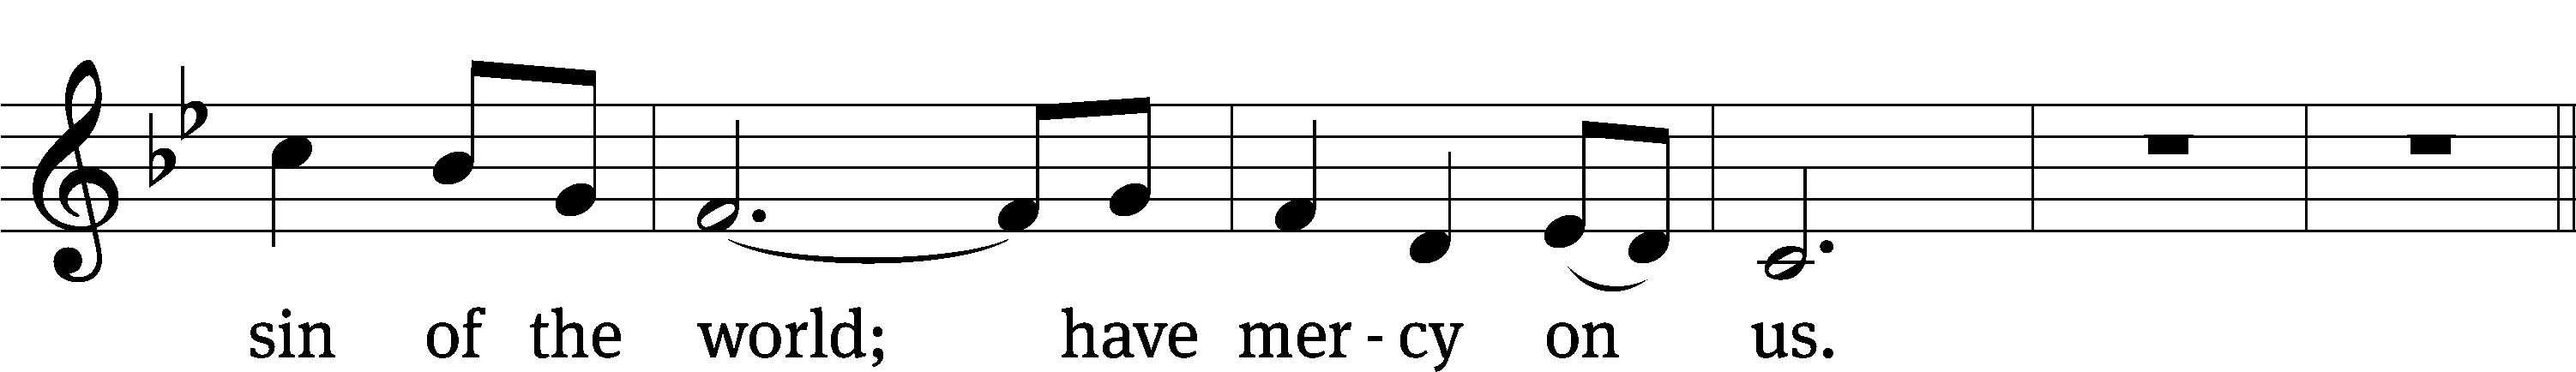 sin of the world; have mer - cy on us.